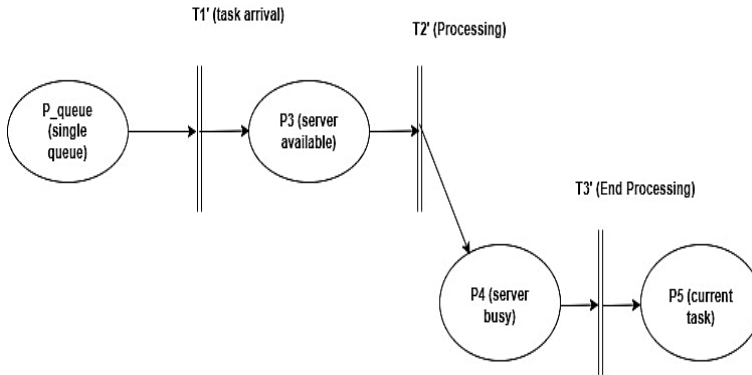 T1' (task arrival)
T2' (Processing)
P_queue
(single
queue)
P3 (server
available)
T3' (End Processing)
P4 (server
busy)
P5 (current
task)